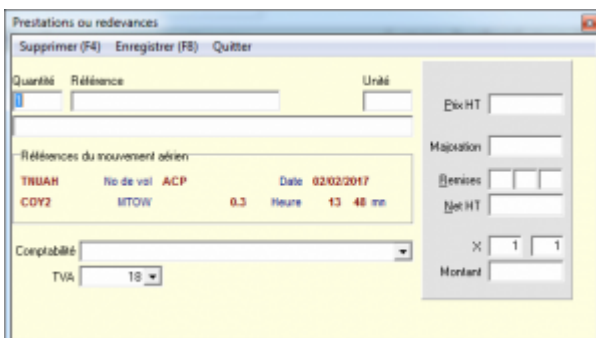 Prestations ou redevances
Supprimer (F4) Enregistrer (F8) Quitter
Quantité Référence Unité
1
Prix HT
Majoration
Références du mouvement aérien
TNUAH No de vol ACP Date 02/02/2017
Remises
COY2 MTOW 0.3 Heure 13 48 mn
Net HT
Comptabilité
X 1 1
TVA 18
Montant